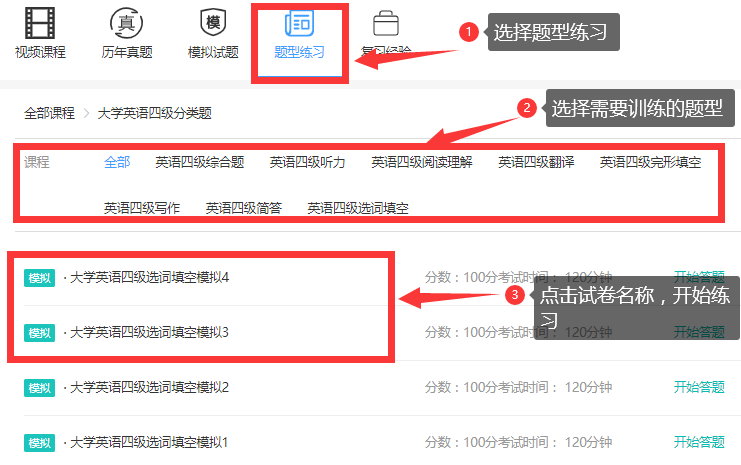 真
模
视频课程 历年真题 模拟试题 题型练习 复习经验
1 选择题型练习
全部课程 > 大学英语四级分类题
2 选择需要训练的题型
课程 全部 英语四级综合题 英语四级听力 英语四级阅读理解 英语四级翻译 英语四级完形填空
英语四级写作 英语四级简答 英语四级选词填空
模拟 · 大学英语四级选词填空模拟4 分数：100分考试时间： 120分钟 开始答题
3 点击试卷名称，开始练
习
模拟 · 大学英语四级选词填空模拟3 分数：100分考试时间： 120分钟 开始答题
模拟 · 大学英语四级选词填空模拟2 分数：100分考试时间： 120分钟 开始答题
模拟 · 大学英语四级选词填空模拟1 分数：100分考试时间： 120分钟 开始答题